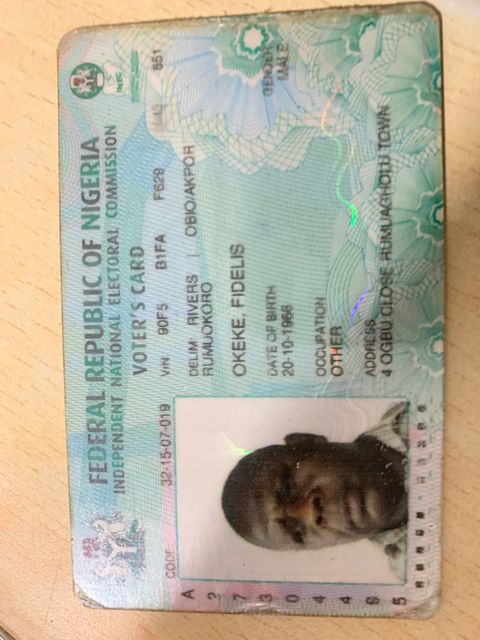 FEDERAL REPUBLIC OF NIGERIA
INDEPENDENT NATIONAL ELECTORAL COMMISSION
VOTER'S CARD
INEC
CODE: 32-15-07-019
VIN: 90F5 B1FA F629 851
DELIM: RIVERS | OBIO/AKPOR
RUMUOKORO
OKEKE, FIDELIS
DATE OF BIRTH
20-10-1966
GENDER
MALE
OCCUPATION
OTHER
ADDRESS
4 OGBU CLOSE RUMUAGHOLU TOWN
A
2
7
3
0
4
4
5